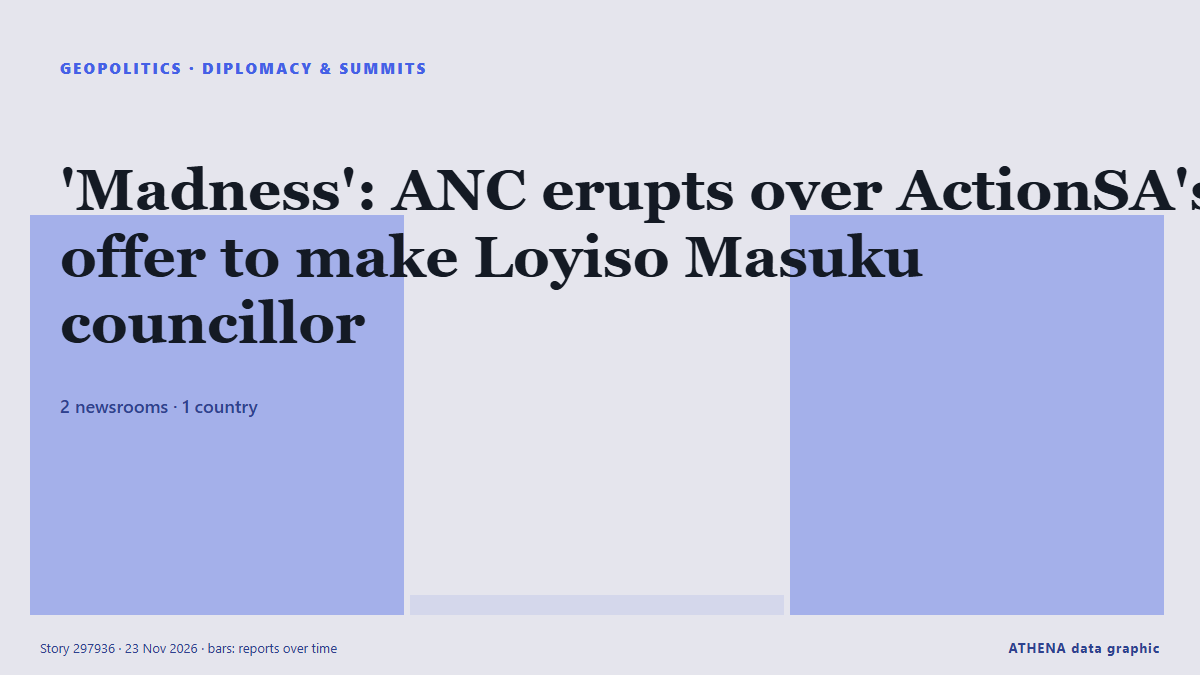 GEOPOLITICS · DIPLOMACY & SUMMITS
'Madness': ANC erupts over ActionSA's
offer to make Loyiso Masuku
councillor
2 newsrooms · 1 country
Story 297936 · 23 Nov 2026 · bars: reports over time
ATHENA data graphic